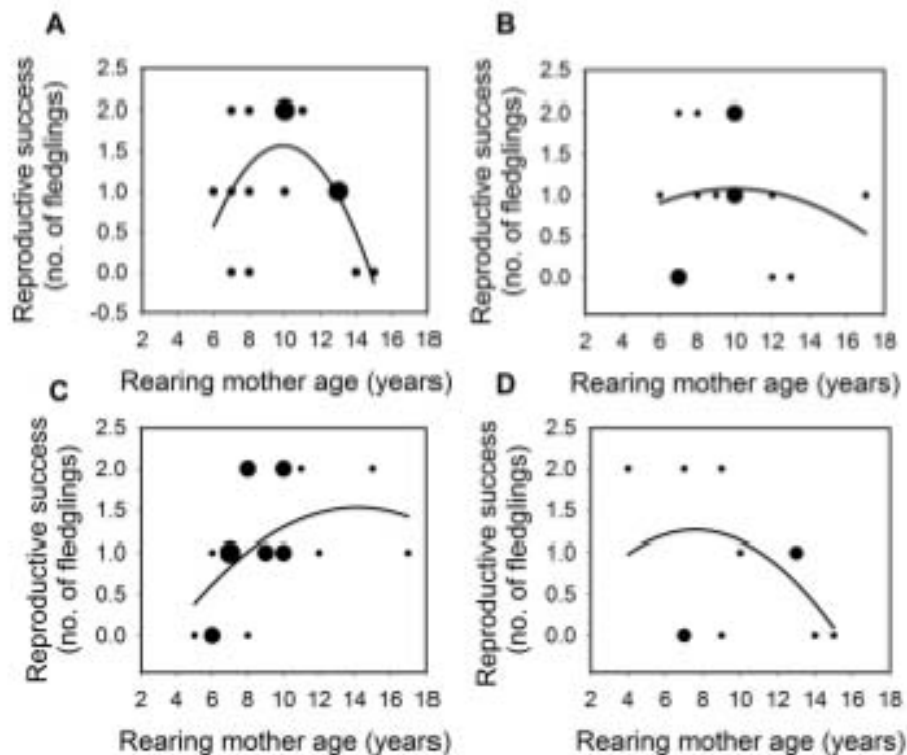 A
Reproductive success
(no. of fledglings)
2.5
2.0
1.5
1.0
0.5
0.0
-0.5
2 4 6 8 10 12 14 16 18
Rearing mother age (years)
B
Reproductive success
(no. of fledglings)
2.5
2.0
1.5
1.0
0.5
0.0
2 4 6 8 10 12 14 16 18
Rearing mother age (years)
C
Reproductive success
(no. of fledglings)
2.5
2.0
1.5
1.0
0.5
0.0
2 4 6 8 10 12 14 16 18
Rearing mother age (years)
D
Reproductive success
(no. of fledglings)
2.5
2.0
1.5
1.0
0.5
0.0
2 4 6 8 10 12 14 16 18
Rearing mother age (years)